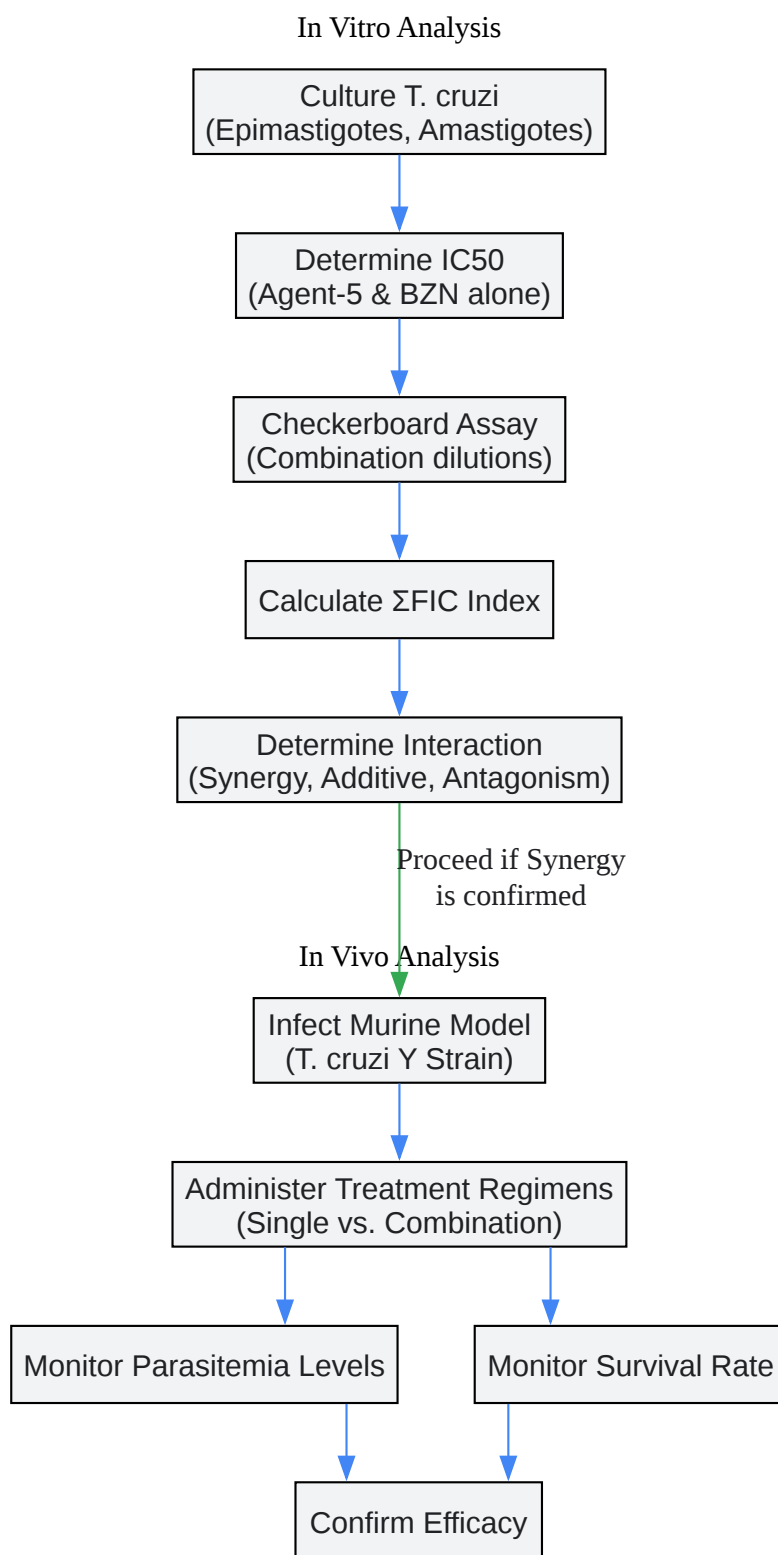 In Vitro Analysis
Culture T. cruzi
(Epimastigotes, Amastigotes)
Determine IC50
(Agent-5 & BZN alone)
Checkerboard Assay
(Combination dilutions)
Calculate ΣFIC Index
Determine Interaction
(Synergy, Additive, Antagonism)
Proceed if Synergy
is confirmed
In Vivo Analysis
Infect Murine Model
(T. cruzi Y Strain)
Administer Treatment Regimens
(Single vs. Combination)
Monitor Parasitemia Levels
Monitor Survival Rate
Confirm Efficacy